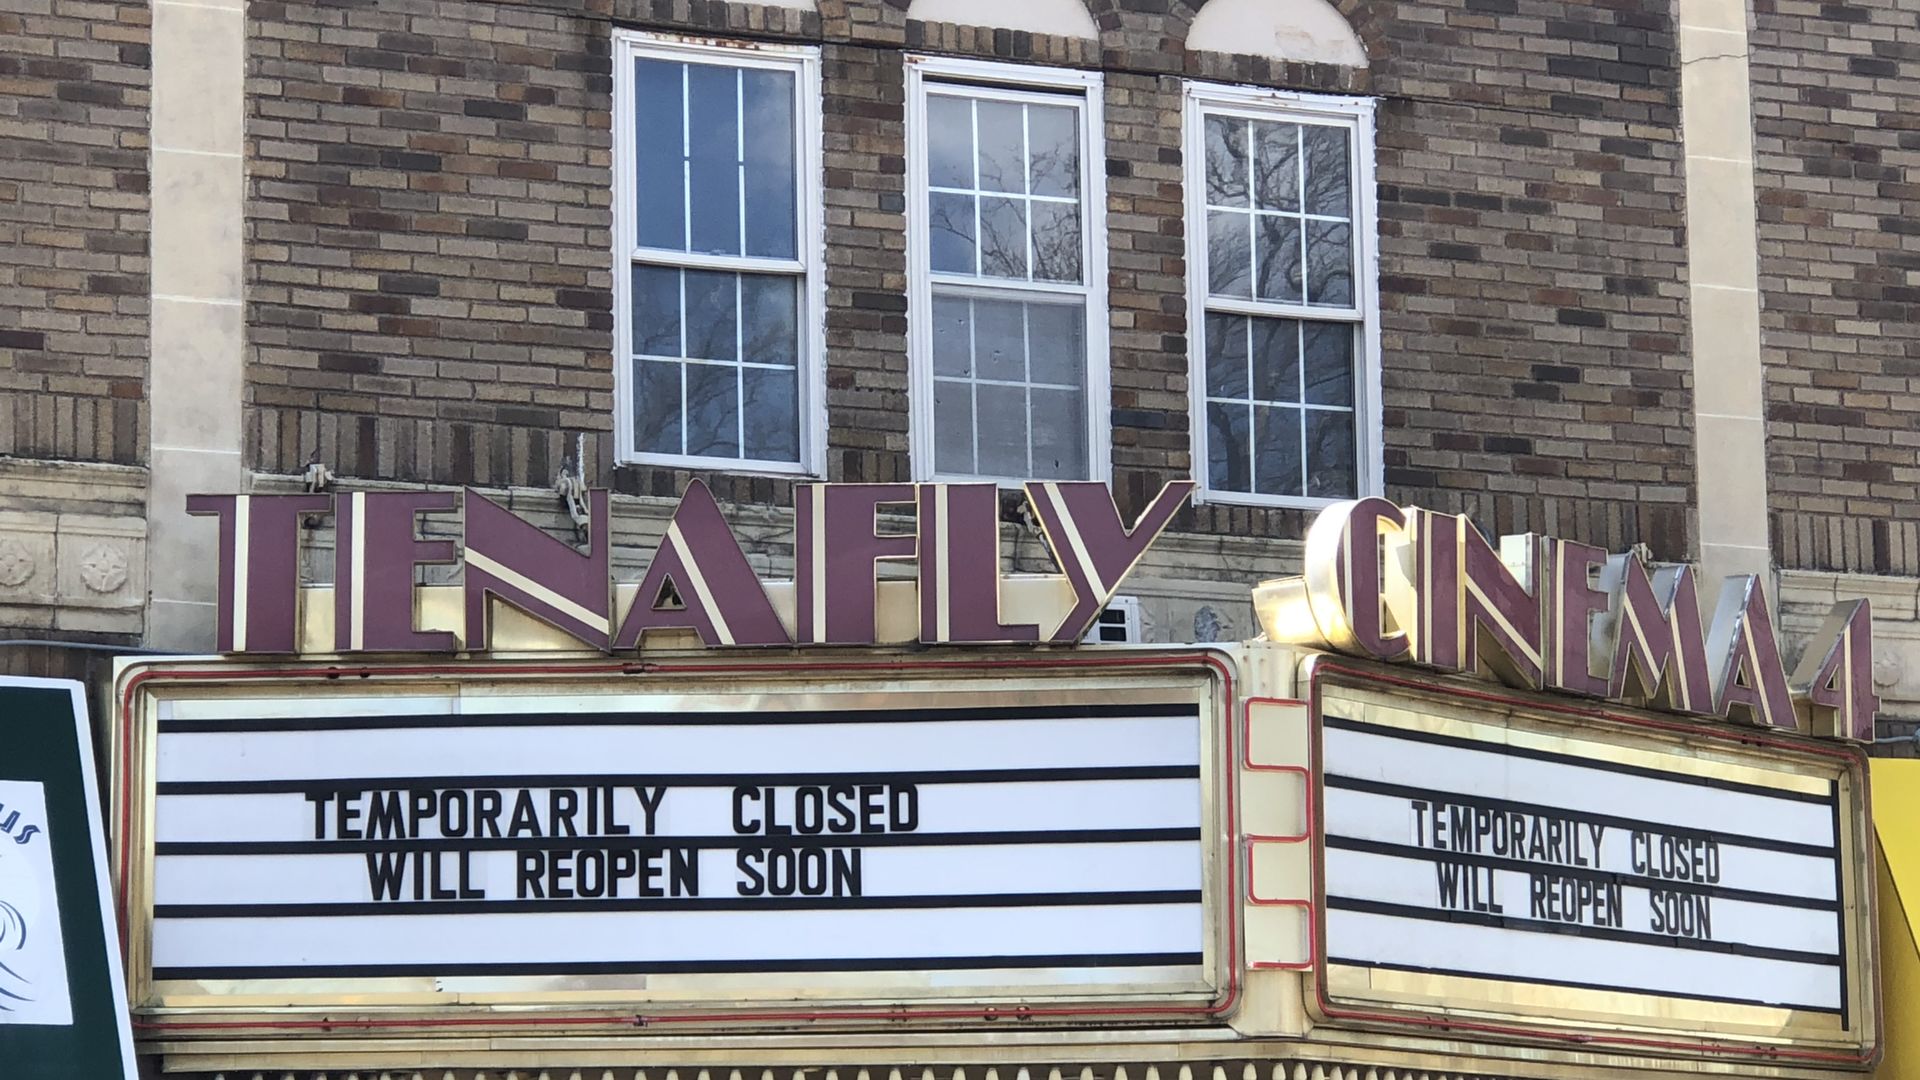 TENAFLY CINEMA 4
TEMPORARILY CLOSED
WILL REOPEN SOON
TEMPORARILY CLOSED
WILL REOPEN SOON